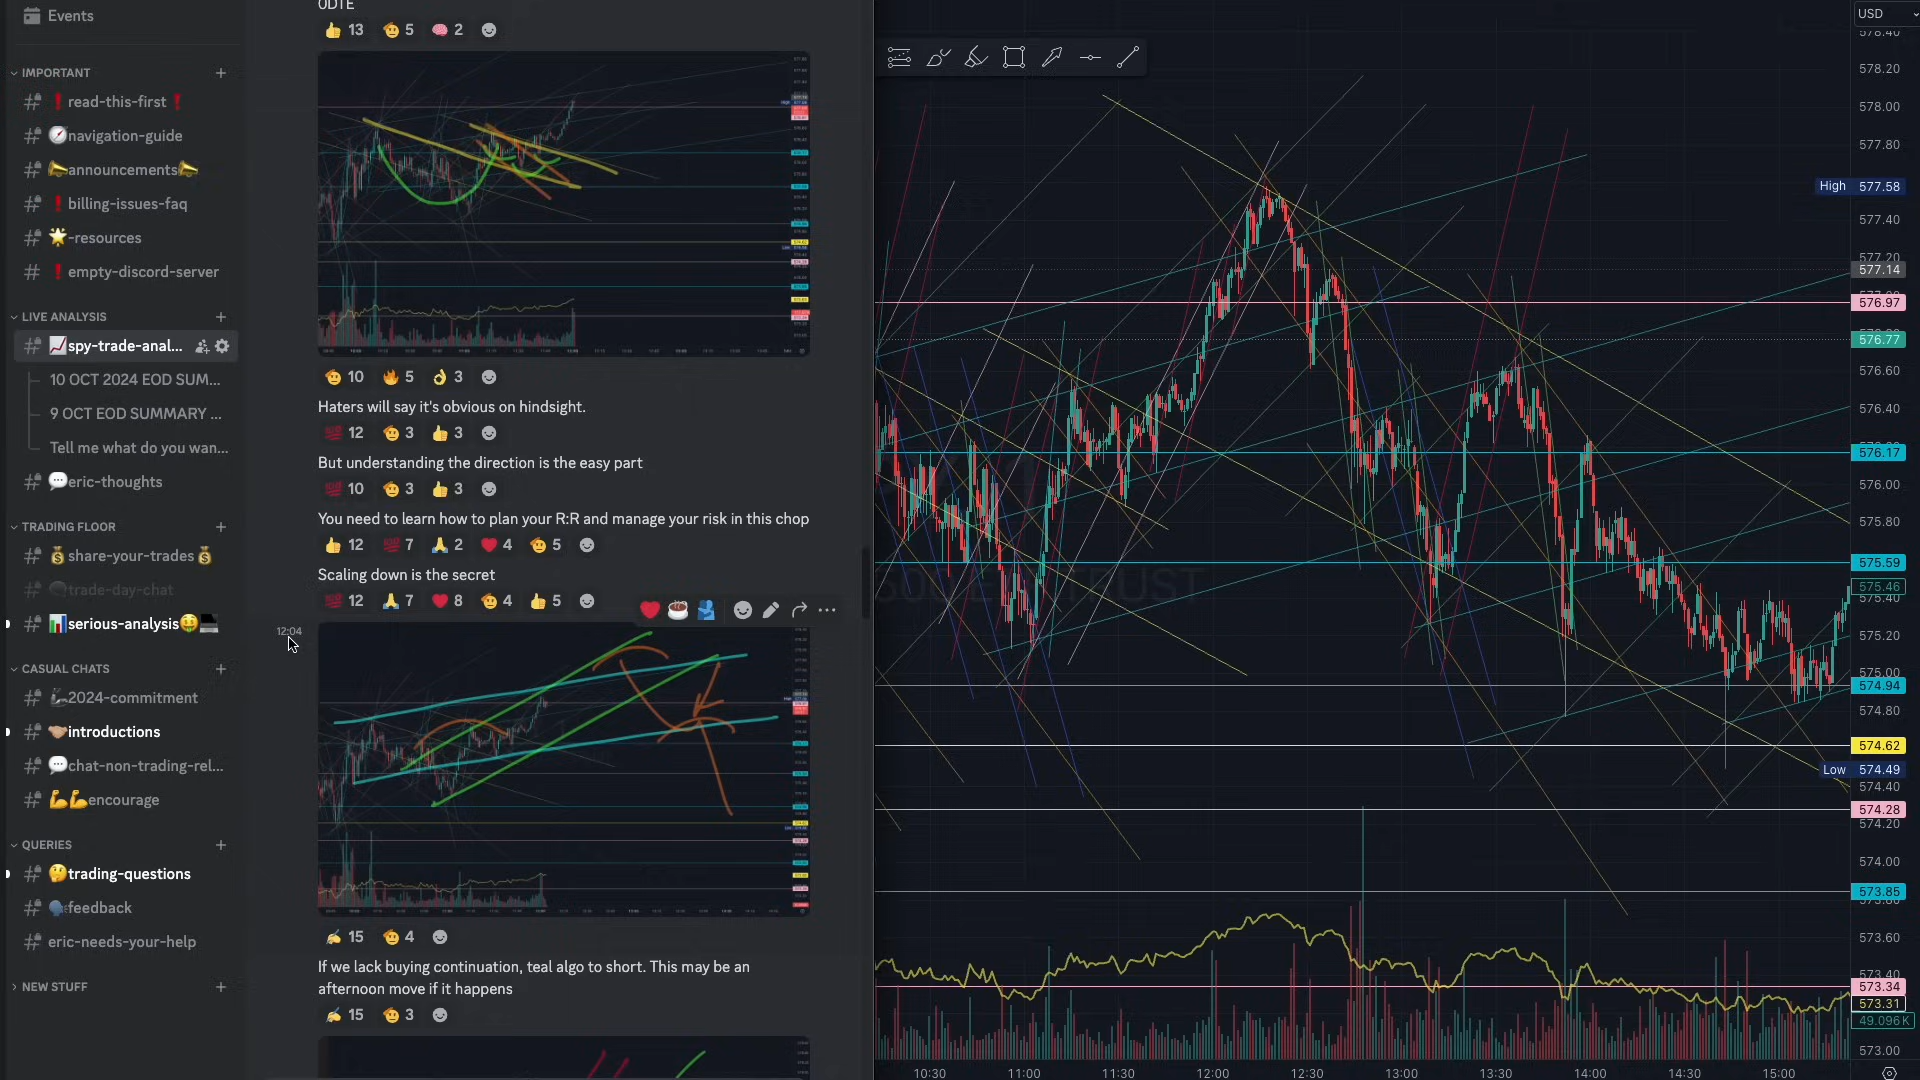 Events
IMPORTANT
read-this-first
navigation-guide
announcements
billing-issues-faq
-resources
empty-discord-server
LIVE ANALYSIS
spy-trade-anal...
10 OCT 2024 EOD SUM...
9 OCT EOD SUMMARY ...
Tell me what do you wan...
eric-thoughts
TRADING FLOOR
share-your-trades
trade-day-chat
serious-analysis
CASUAL CHATS
2024-commitment
introductions
chat-non-trading-rel...
encourage
QUERIES
trading-questions
feedback
eric-needs-your-help
NEW STUFF
0DTE
13 5 2
10 5 3
Haters will say it's obvious on hindsight.
12 3 3
But understanding the direction is the easy part
10 3 3
You need to learn how to plan your R:R and manage your risk in this chop
12 7 2 4 5
Scaling down is the secret
12 7 8 4 5
12:04
15 4
If we lack buying continuation, teal algo to short. This may be an
afternoon move if it happens
15 3
USD
578.40
578.20
578.00
577.80
High 577.58
577.40
577.20
577.14
576.97
576.77
576.60
576.40
576.17
576.00
575.80
575.59
575.46
575.40
575.20
575.00
574.94
574.80
574.62
Low 574.49
574.40
574.28
574.20
574.00
573.85
573.80
573.60
573.40
573.34
573.31
49.096K
573.00
10:30 11:00 11:30 12:00 12:30 13:00 13:30 14:00 14:30 15:00